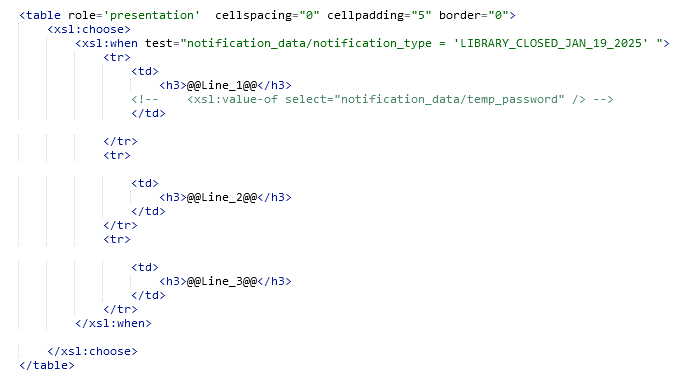 <table role='presentation'  cellspacing="0" cellpadding="5" border="0">
<xsl:choose>
<xsl:when test="notification_data/notification_type = 'LIBRARY_CLOSED_JAN_19_2025' ">
<tr>
<td>
<h3>@@Line_1@@</h3>
<!--    <xsl:value-of select="notification_data/temp_password" /> -->
</td>
</tr>
<tr>
<td>
<h3>@@Line_2@@</h3>
</td>
</tr>
<tr>
<td>
<h3>@@Line_3@@</h3>
</td>
</tr>
</xsl:when>
</xsl:choose>
</table>